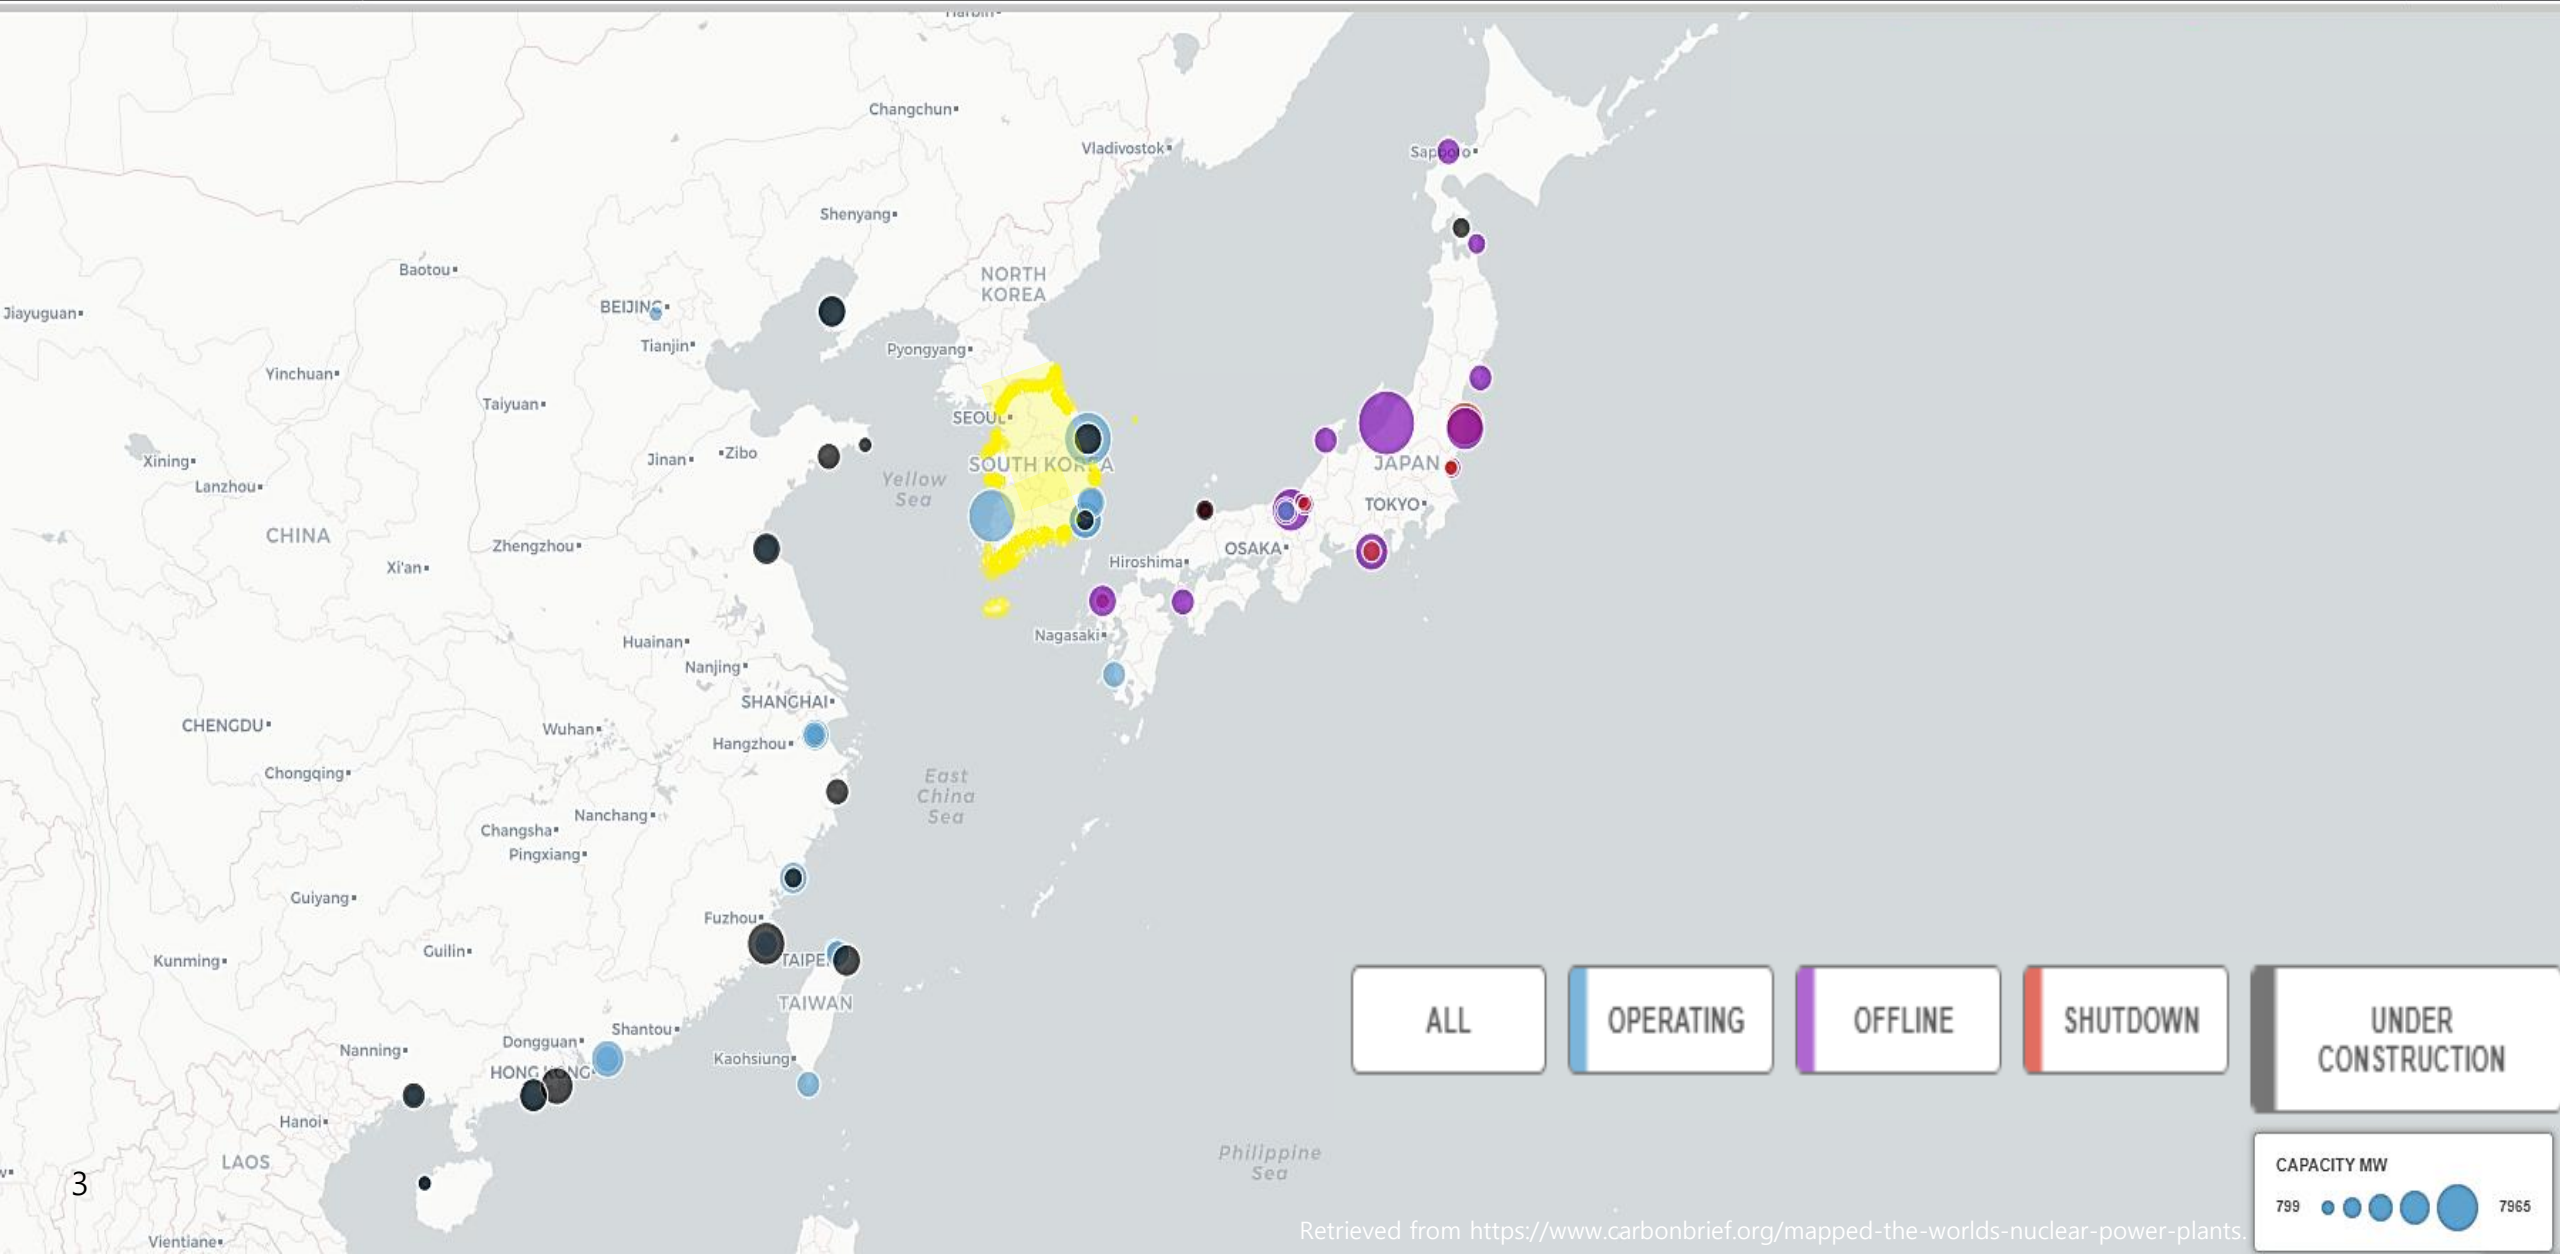 Harbin
Changchun
Vladivostok
Sapporo
Shenyang
NORTH
KOREA
Baotou
BEIJING
Jiayuguan
Tianjin
Pyongyang
Yinchuan
Taiyuan
SEOUL
Xining
Jinan
Zibo
SOUTH KOREA
JAPAN
Lanzhou
Yellow
Sea
TOKYO
CHINA
Zhengzhou
OSAKA
Xi'an
Hiroshima
Huainan
Nagasaki
Nanjing
SHANGHAI
CHENGDU
Wuhan
Hangzhou
Chongqing
East
China
Sea
Nanchang
Changsha
Pingxiang
Guiyang
Fuzhou
Guilin
Kunming
TAIPEI
TAIWAN
ALL
OPERATING
OFFLINE
SHUTDOWN
UNDER
CONSTRUCTION
Shantou
Dongguan
Nanning
Kaohsiung
HONG KONG
Hanoi
LAOS
Philippine
Sea
CAPACITY MW
799
7965
3
Retrieved from https://www.carbonbrief.org/mapped-the-worlds-nuclear-power-plants.
Vientiane